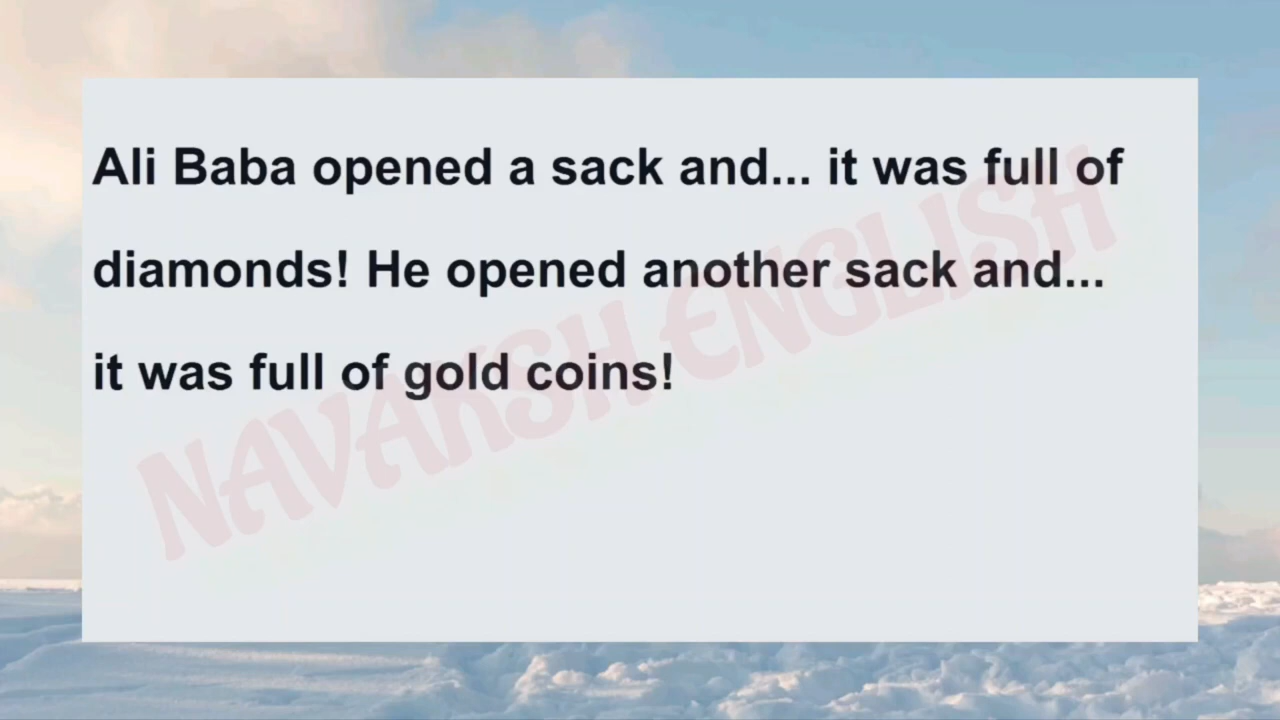 Ali Baba opened a sack and... it was full of
diamonds! He opened another sack and...
it was full of gold coins!
NAVAKSH ENGLISH